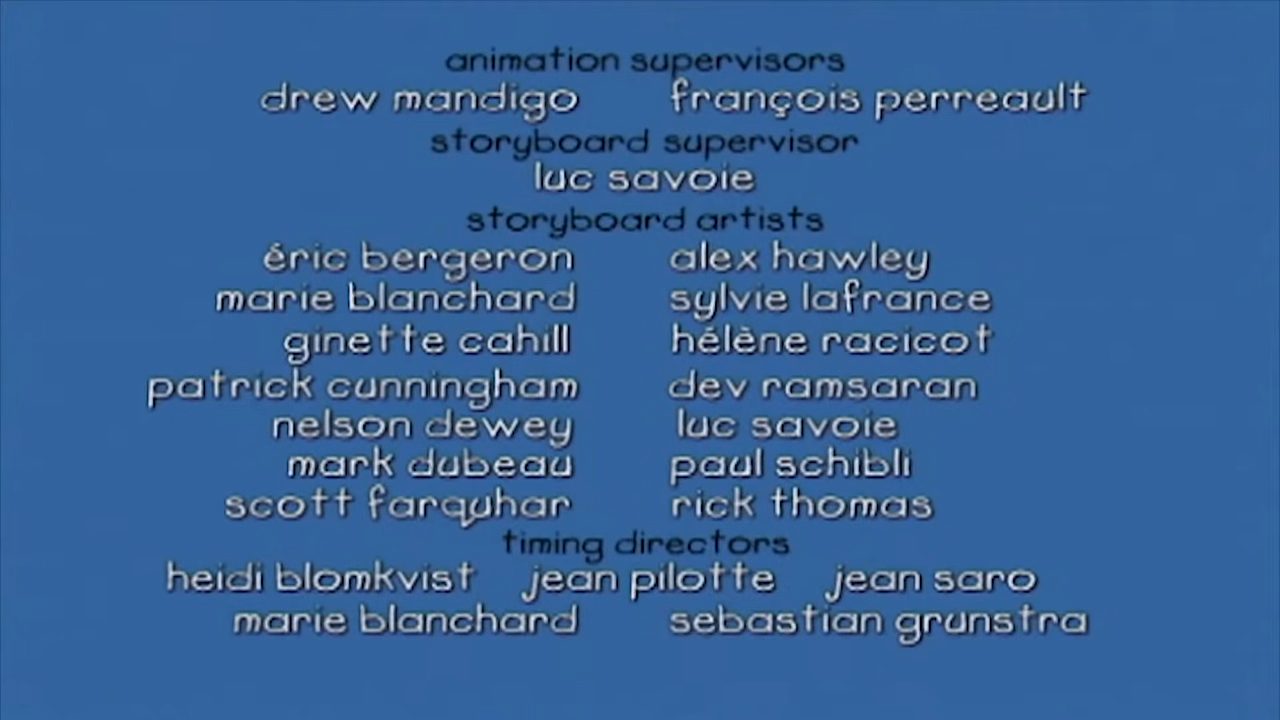 animation supervisors
drew mandigo françois perreault
storyboard supervisor
luc savoie
storyboard artists
éric bergeron alex hawley
marie blanchard sylvie lafrance
ginette cahill hélène racicot
patrick cunningham dev ramsaran
nelson dewey luc savoie
mark dubeau paul schibli
scott farquhar rick thomas
timing directors
heidi blomkvist jean pilotte jean saro
marie blanchard sebastian grunstra